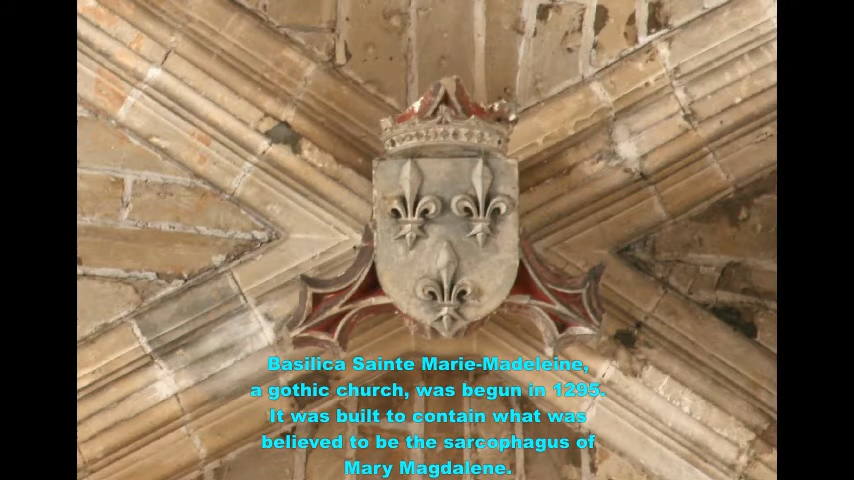 Basilica Sainte Marie-Madeleine,
a gothic church, was begun in 1295.
It was built to contain what was
believed to be the sarcophagus of
Mary Magdalene.